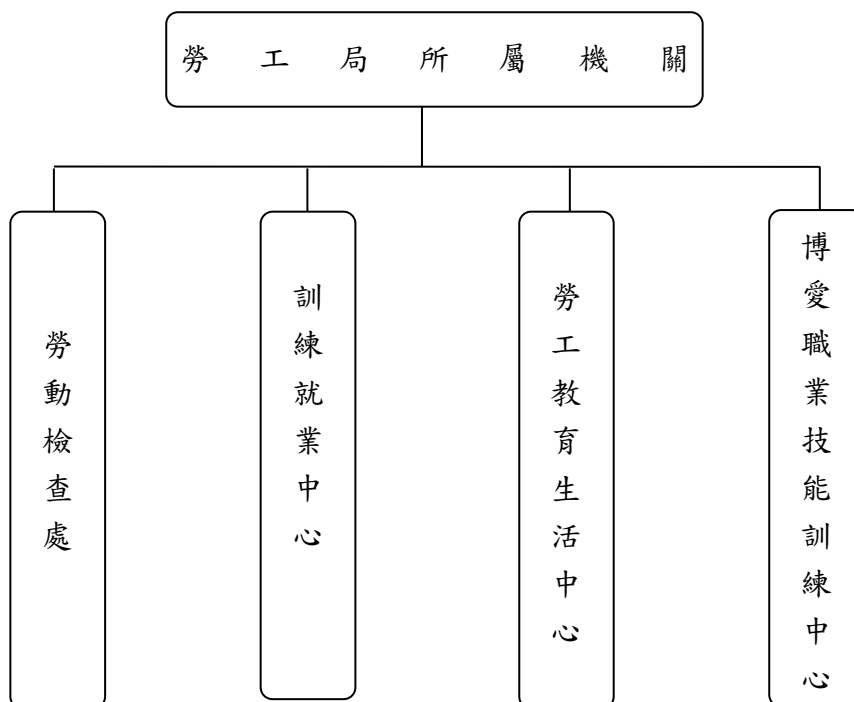 勞工局所屬機關
勞動檢查處
訓練就業中心
勞工教育生活中心
博愛職業技能訓練中心